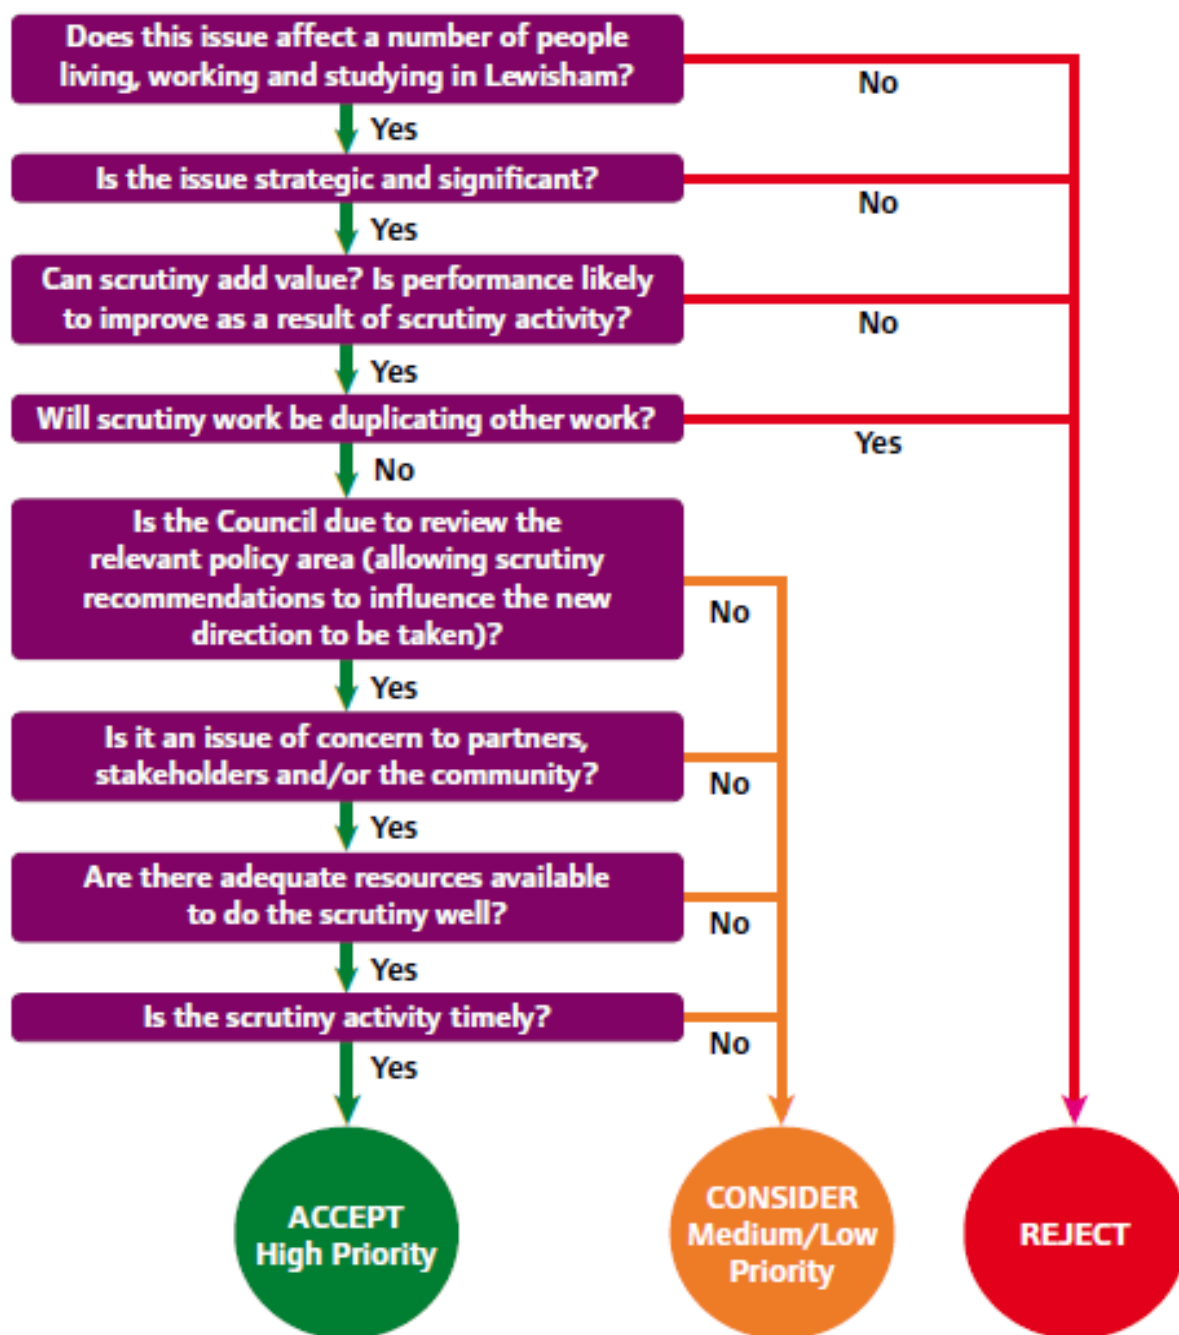 Does this issue affect a number of people
living, working and studying in Lewisham?
No
Yes
Is the issue strategic and significant?
No
Yes
Can scrutiny add value? Is performance likely
to improve as a result of scrutiny activity?
No
Yes
Will scrutiny work be duplicating other work?
Yes
No
Is the Council due to review the
relevant policy area (allowing scrutiny
recommendations to influence the new
direction to be taken)?
No
Yes
Is it an issue of concern to partners,
stakeholders and/or the community?
No
Yes
Are there adequate resources available
to do the scrutiny well?
No
Yes
Is the scrutiny activity timely?
No
Yes
ACCEPT
High Priority
CONSIDER
Medium/Low
Priority
REJECT